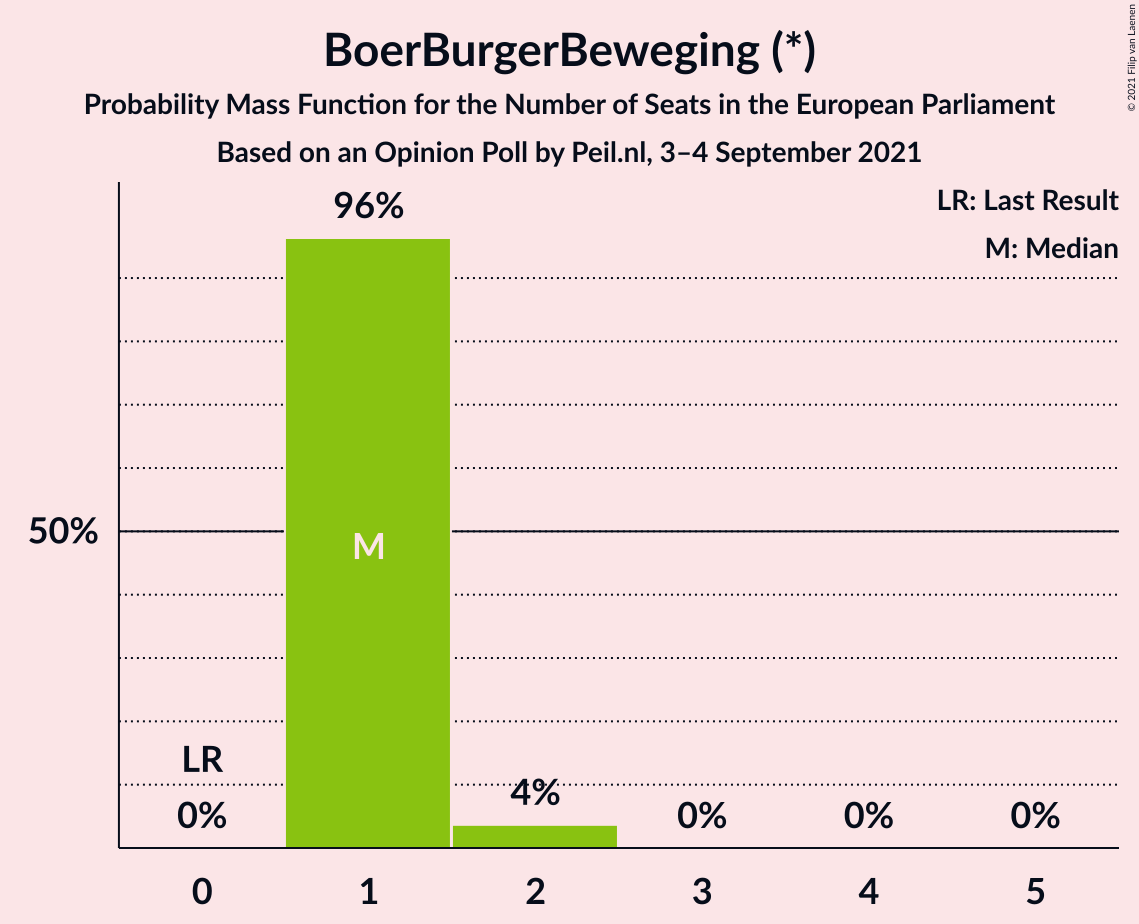 BoerBurgerBeweging (*)
Probability Mass Function for the Number of Seats in the European Parliament
Based on an Opinion Poll by Peil.nl, 3–4 September 2021
© 2021 Filip van Laenen
LR: Last Result
M: Median
96%
50%
M
LR
0%
4%
0%
0%
0%
0
1
2
3
4
5